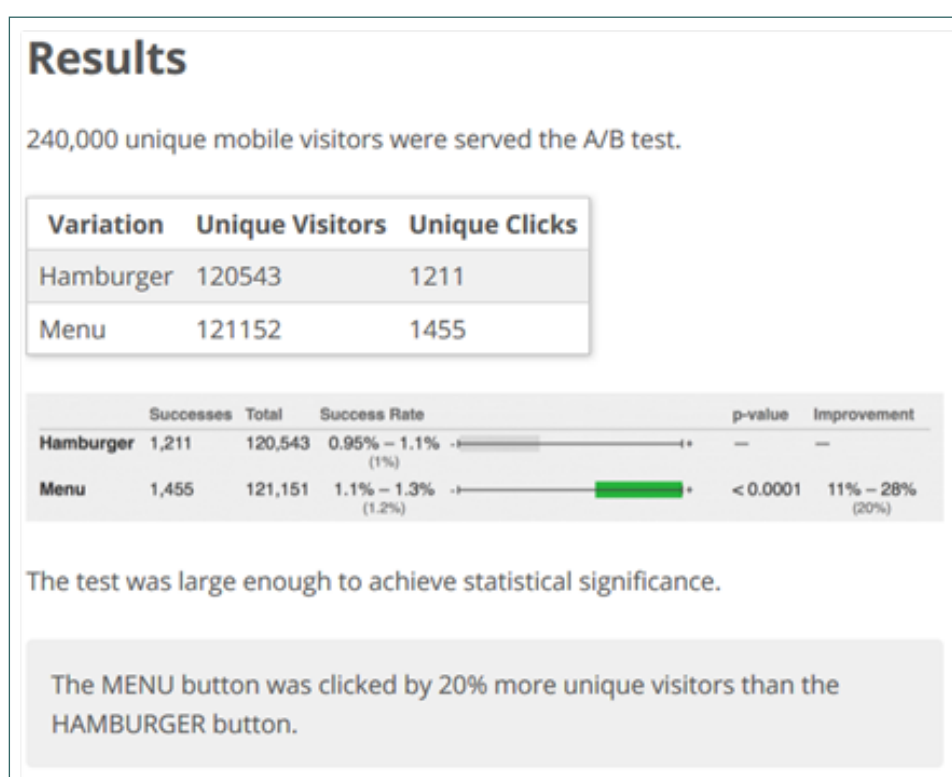 Results
240,000 unique mobile visitors were served the A/B test.
Variation Unique Visitors Unique Clicks
Hamburger 120543 1211
Menu 121152 1455
Successes Total Success Rate p-value Improvement
Hamburger 1,211 120,543 0.95% – 1.1% — —
(1%)
Menu 1,455 121,151 1.1% – 1.3% < 0.0001 11% – 28%
(1.2%) (20%)
The test was large enough to achieve statistical significance.
The MENU button was clicked by 20% more unique visitors than the
HAMBURGER button.